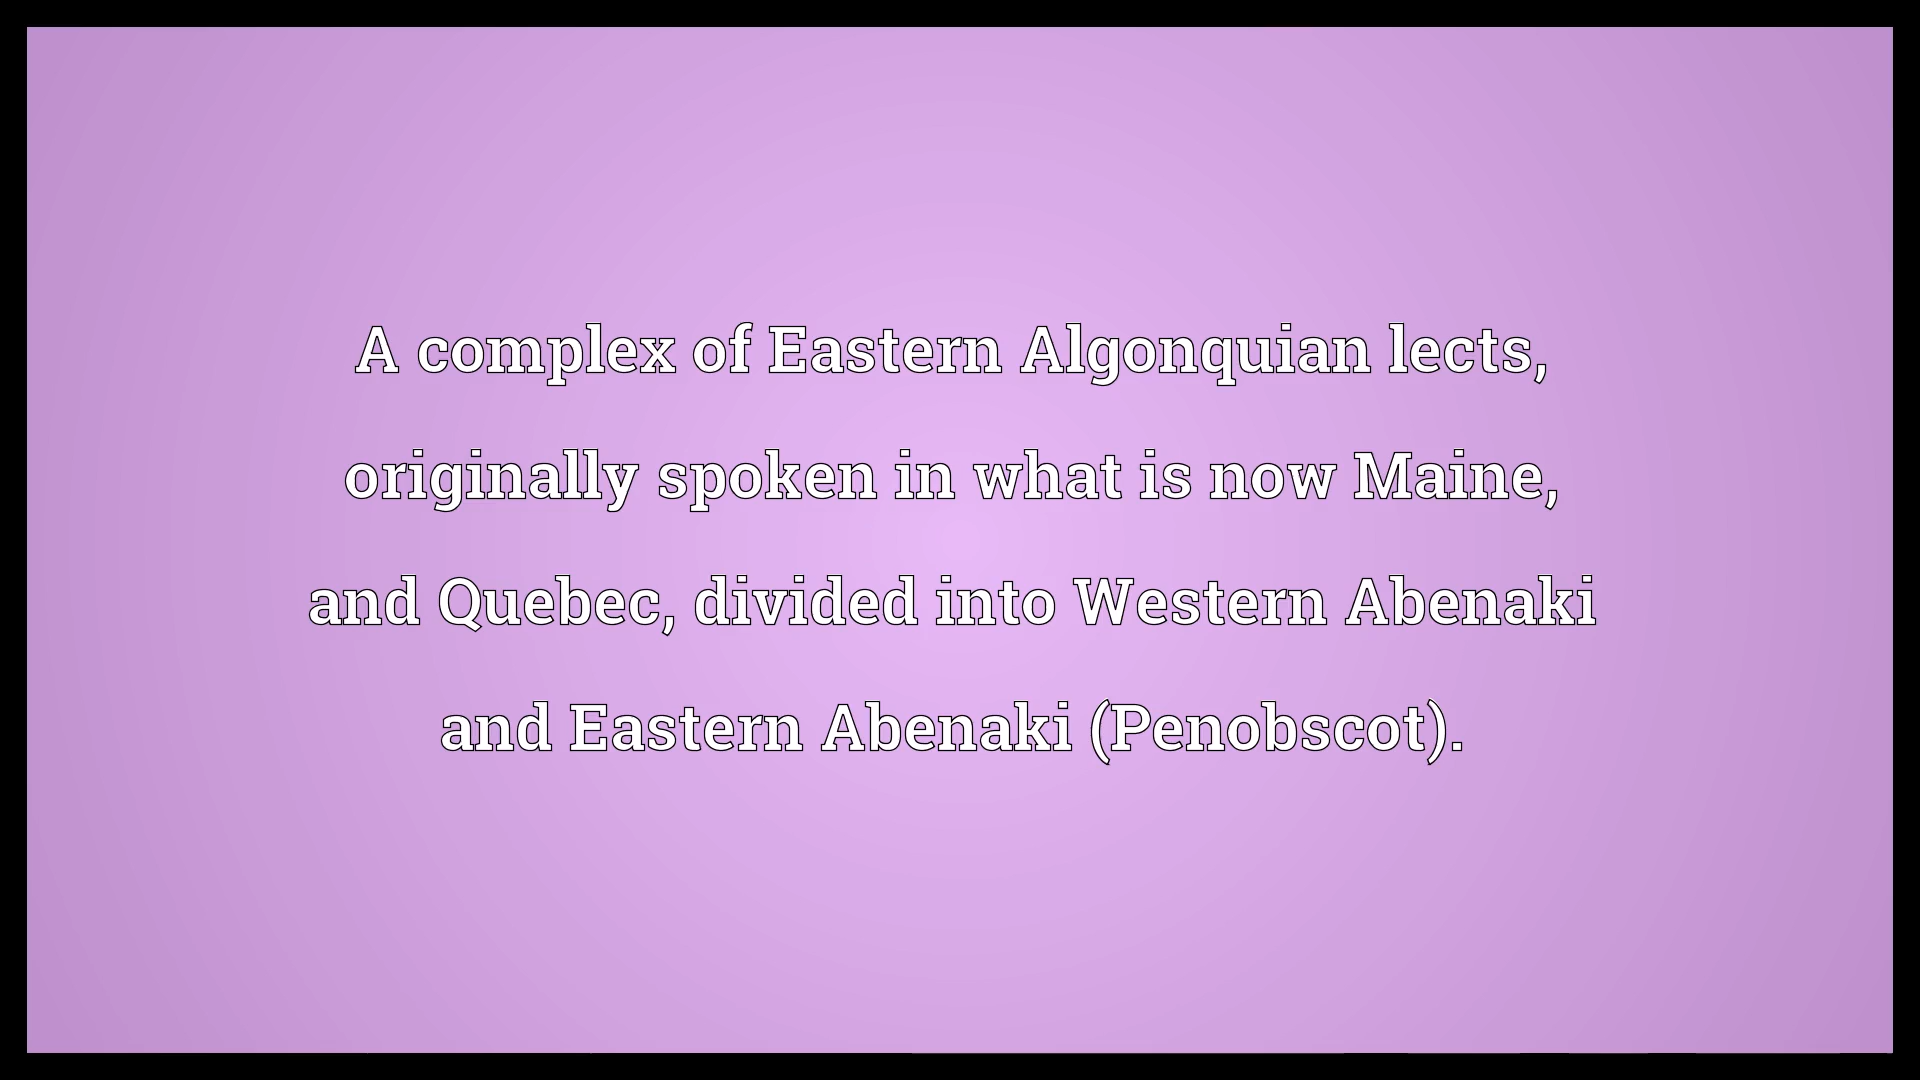 A complex of Eastern Algonquian lects,
originally spoken in what is now Maine,
and Quebec, divided into Western Abenaki
and Eastern Abenaki (Penobscot).